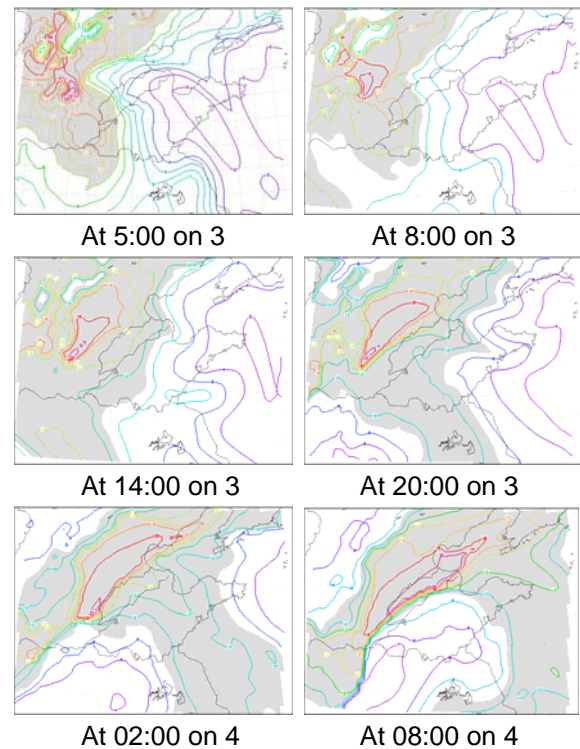 At 5:00 on 3
At 8:00 on 3
At 14:00 on 3
At 20:00 on 3
At 02:00 on 4
At 08:00 on 4